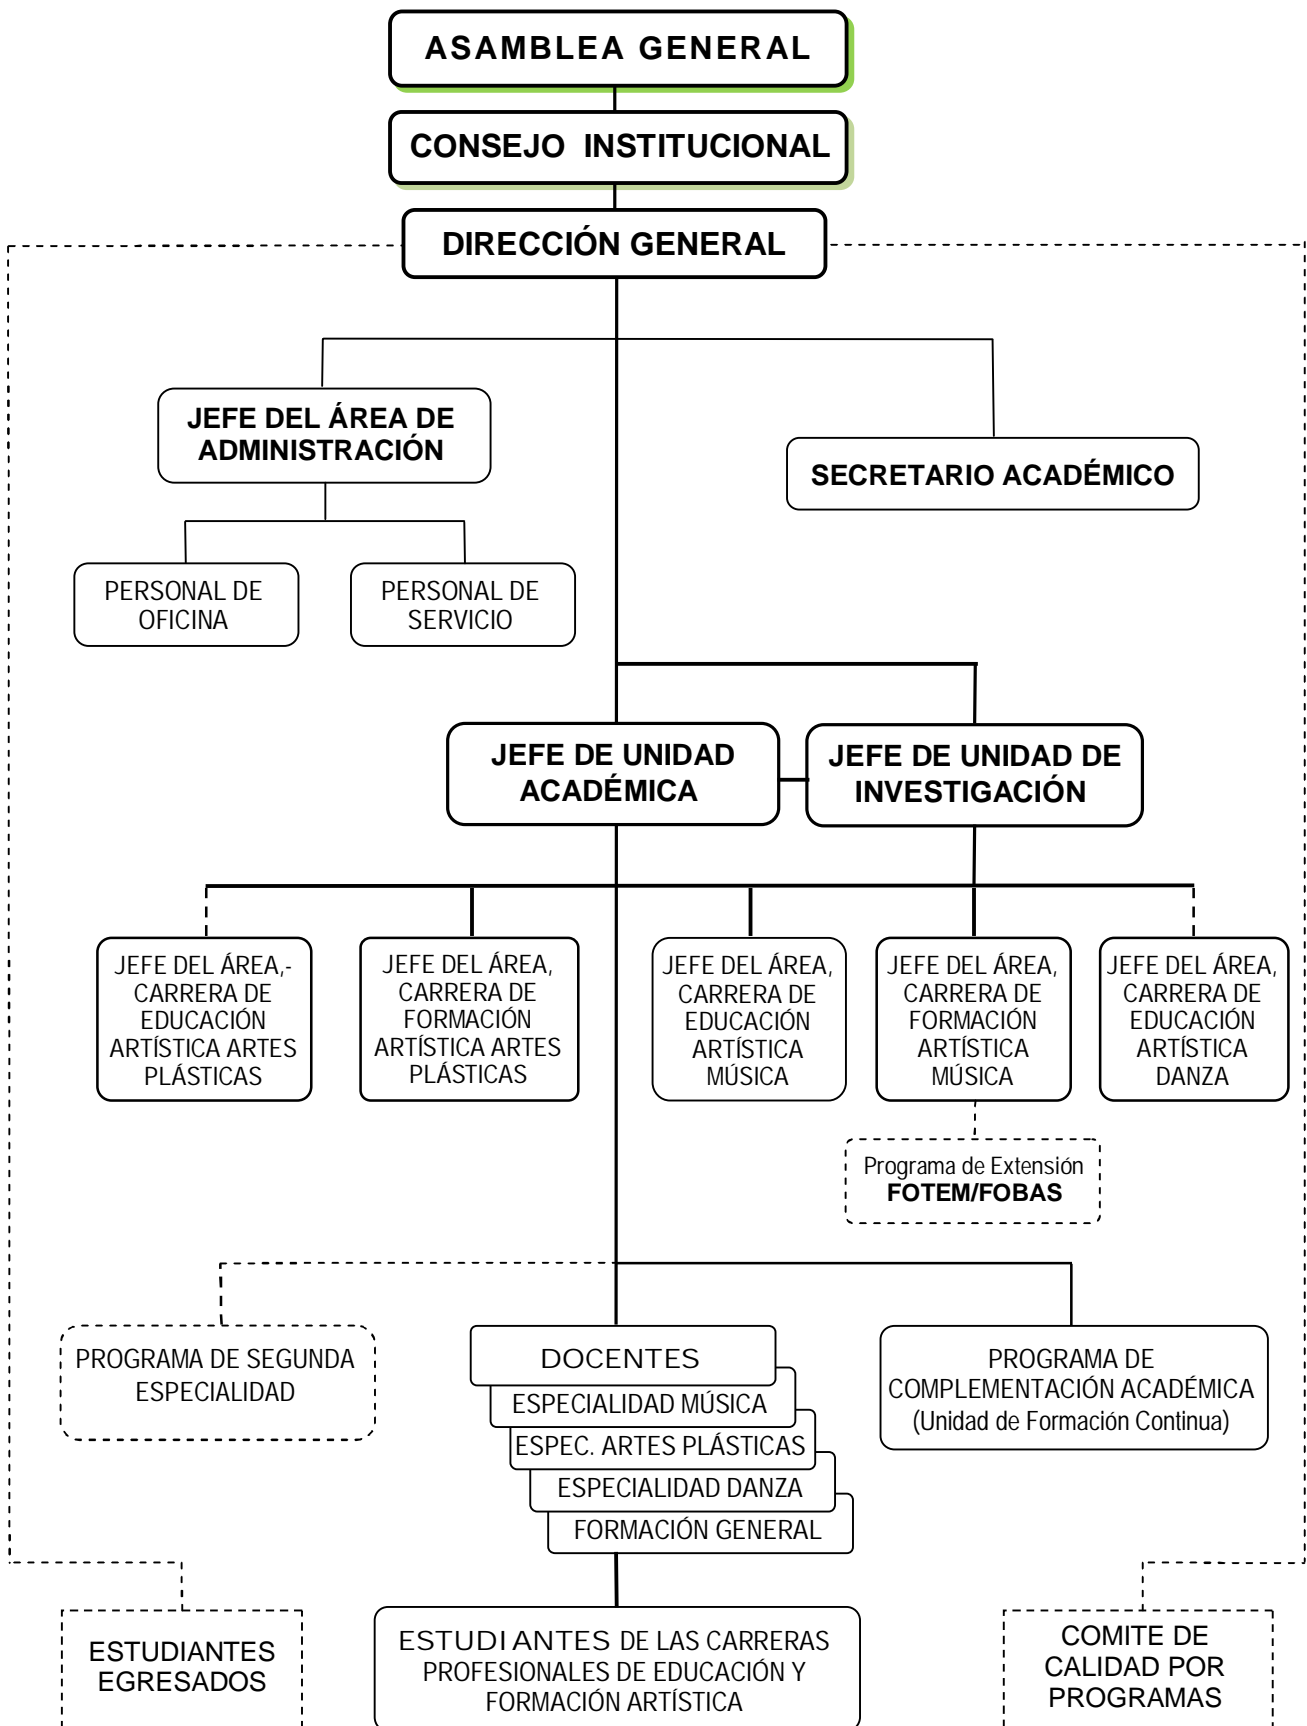 ASAMBLEA GENERAL
CONSEJO INSTITUCIONAL
DIRECCIÓN GENERAL
JEFE DEL ÁREA DE
ADMINISTRACIÓN
SECRETARIO ACADÉMICO
PERSONAL DE
OFICINA
PERSONAL DE
SERVICIO
JEFE DE UNIDAD
ACADÉMICA
JEFE DE UNIDAD DE
INVESTIGACIÓN
JEFE DEL ÁREA,-
CARRERA DE
EDUCACIÓN
ARTÍSTICA ARTES
PLÁSTICAS
JEFE DEL ÁREA,
CARRERA DE
FORMACIÓN
ARTÍSTICA ARTES
PLÁSTICAS
JEFE DEL ÁREA,
CARRERA DE
EDUCACIÓN
ARTÍSTICA
MÚSICA
JEFE DEL ÁREA,
CARRERA DE
FORMACIÓN
ARTÍSTICA
MÚSICA
JEFE DEL ÁREA,
CARRERA DE
EDUCACIÓN
ARTÍSTICA
DANZA
Programa de Extensión
FOTEM/FOBAS
PROGRAMA DE SEGUNDA
ESPECIALIDAD
DOCENTES
ESPECIALIDAD MÚSICA
ESPEC. ARTES PLÁSTICAS
ESPECIALIDAD DANZA
FORMACIÓN GENERAL
PROGRAMA DE
COMPLEMENTACIÓN ACADÉMICA
(Unidad de Formación Continua)
ESTUDIANTES
EGRESADOS
ESTUDIANTES DE LAS CARRERAS
PROFESIONALES DE EDUCACIÓN Y
FORMACIÓN ARTÍSTICA
COMITE DE
CALIDAD POR
PROGRAMAS